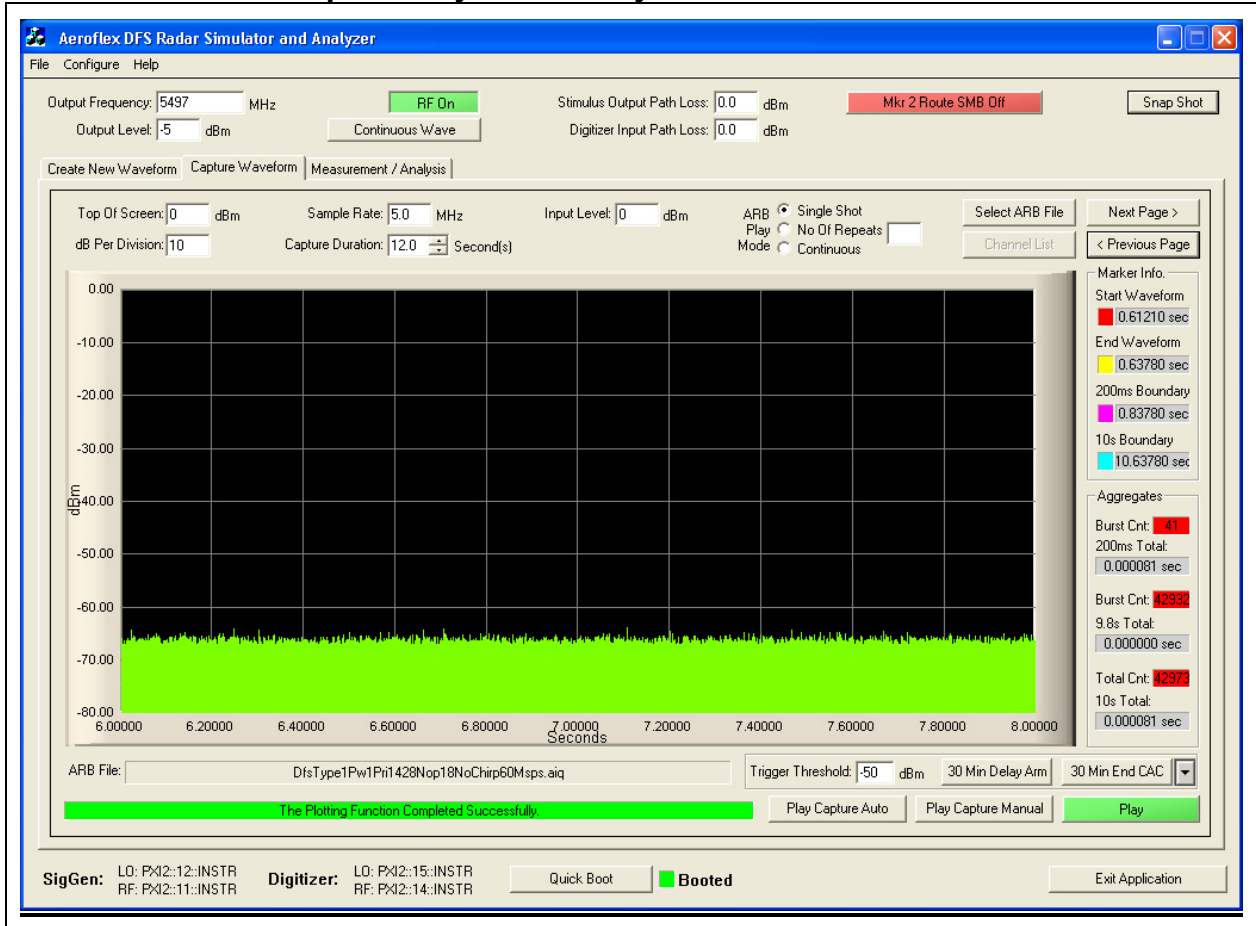 Aeroflex DFS Radar Simulator and Analyzer
File Configure Help
Output Frequency: 5497 MHz
RF On
Stimulus Output Path Loss: 0.0 dBm
Mkr 2 Route SMB Off
Snap Shot
Output Level: -5 dBm
Continuous Wave
Digitizer Input Path Loss: 0.0 dBm
Create New Waveform Capture Waveform Measurement / Analysis
Top Of Screen: 0 dBm
Sample Rate: 5.0 MHz
Input Level: 0 dBm
ARB Play Mode
Single Shot
No Of Repeats
Continuous
Select ARB File
Next Page >
dB Per Division: 10
Capture Duration: 12.0 Second(s)
Channel List
< Previous Page
0.00
-10.00
-20.00
-30.00
-40.00
-50.00
-60.00
-70.00
-80.00
dBm
6.00000 6.20000 6.40000 6.60000 6.80000 7.00000 7.20000 7.40000 7.60000 7.80000 8.00000
Seconds
Marker Info.
Start Waveform
0.61210 sec
End Waveform
0.63780 sec
200ms Boundary
0.83780 sec
10s Boundary
10.63780 sec
Aggregates
Burst Cnt: 41
200ms Total:
0.000081 sec
Burst Cnt: 42932
9.8s Total:
0.000000 sec
Total Cnt: 42973
10s Total:
0.000081 sec
ARB File: DfsType1Pw1Pri1428Nop18NoChirp60Msps.aiq
Trigger Threshold: -50 dBm
30 Min Delay Arm
30 Min End CAC
The Plotting Function Completed Successfully.
Play Capture Auto
Play Capture Manual
Play
SigGen: LO: PXI2::12::INSTR
RF: PXI2::11::INSTR
Digitizer: LO: PXI2::15::INSTR
RF: PXI2::14::INSTR
Quick Boot
Booted
Exit Application